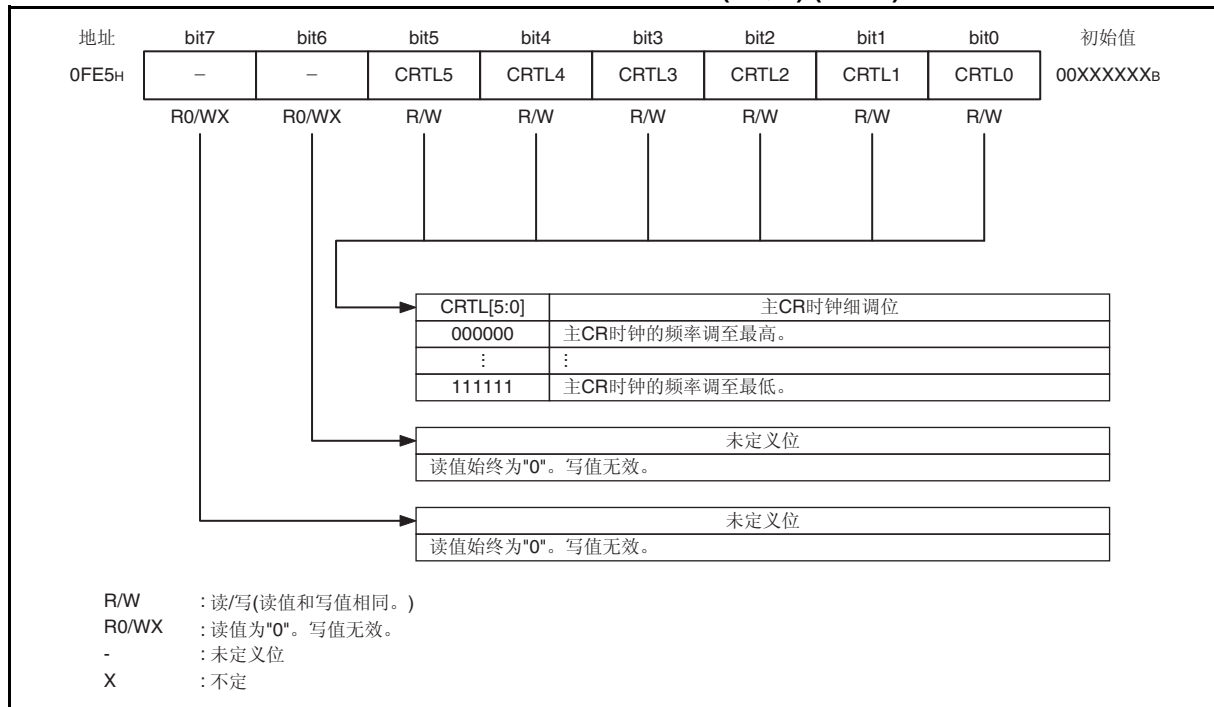 地址 bit7 bit6 bit5 bit4 bit3 bit2 bit1 bit0 初始值
0FE5H – – CRTL5 CRTL4 CRTL3 CRTL2 CRTL1 CRTL0 00XXXXXXB
R0/WX R0/WX R/W R/W R/W R/W R/W R/W
CRTL[5:0] 主CR时钟细调位
000000 主CR时钟的频率调至最高。
⋮ ⋮
111111 主CR时钟的频率调至最低。
未定义位
读值始终为"0"。写值无效。
未定义位
读值始终为"0"。写值无效。
R/W : 读/写(读值和写值相同。)
R0/WX : 读值为"0"。写值无效。
- : 未定义位
X : 不定